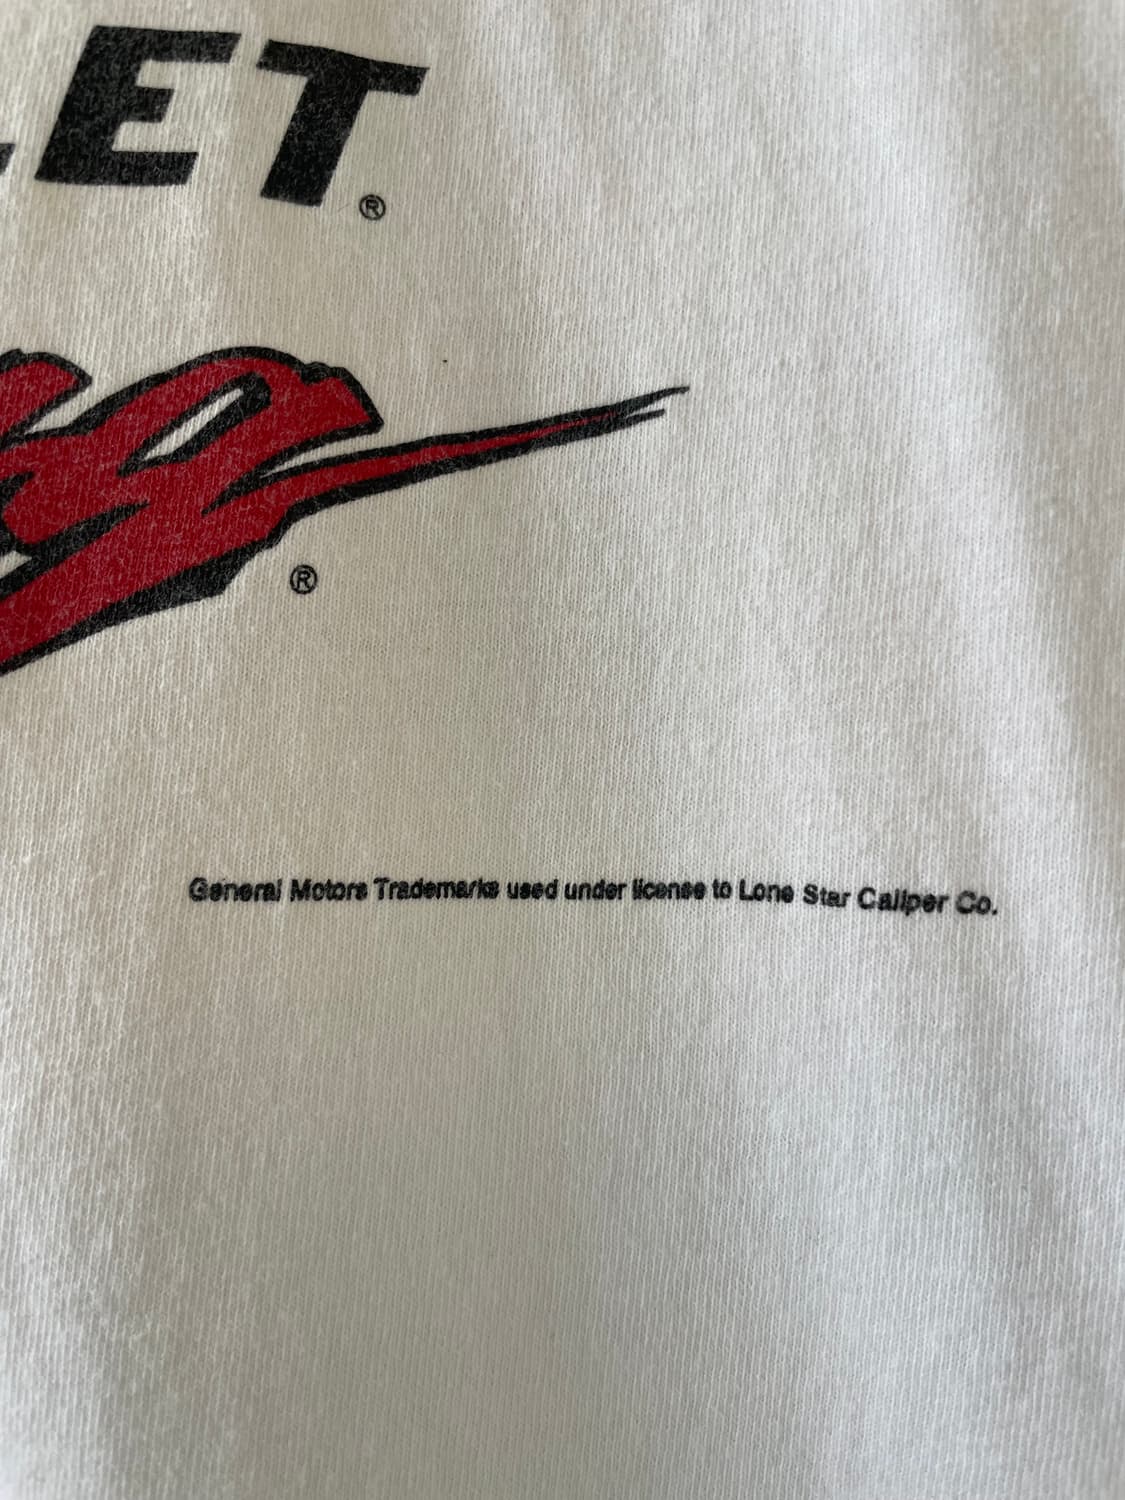 LET®
g®
General Motors Trademarks used under license to Lone Star Caliper Co.